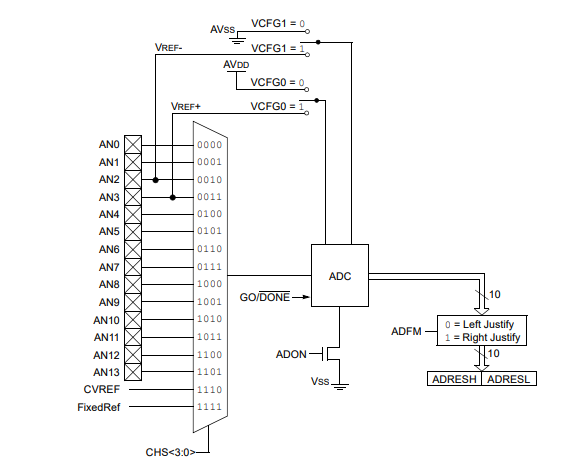 AVSS VCFG1 = 0
VREF- VCFG1 = 1
AVDD
VCFG0 = 0
VREF+ VCFG0 = 1
AN0 0000
AN1 0001
AN2 0010
AN3 0011
AN4 0100
AN5 0101
AN6 0110
AN7 0111
AN8 1000
AN9 1001
AN10 1010
AN11 1011
AN12 1100
AN13 1101
CVREF 1110
FixedRef 1111
CHS<3:0>
ADC
GO/DONE
ADON
VSS
10
ADFM
0 = Left Justify
1 = Right Justify
10
ADRESH ADRESL